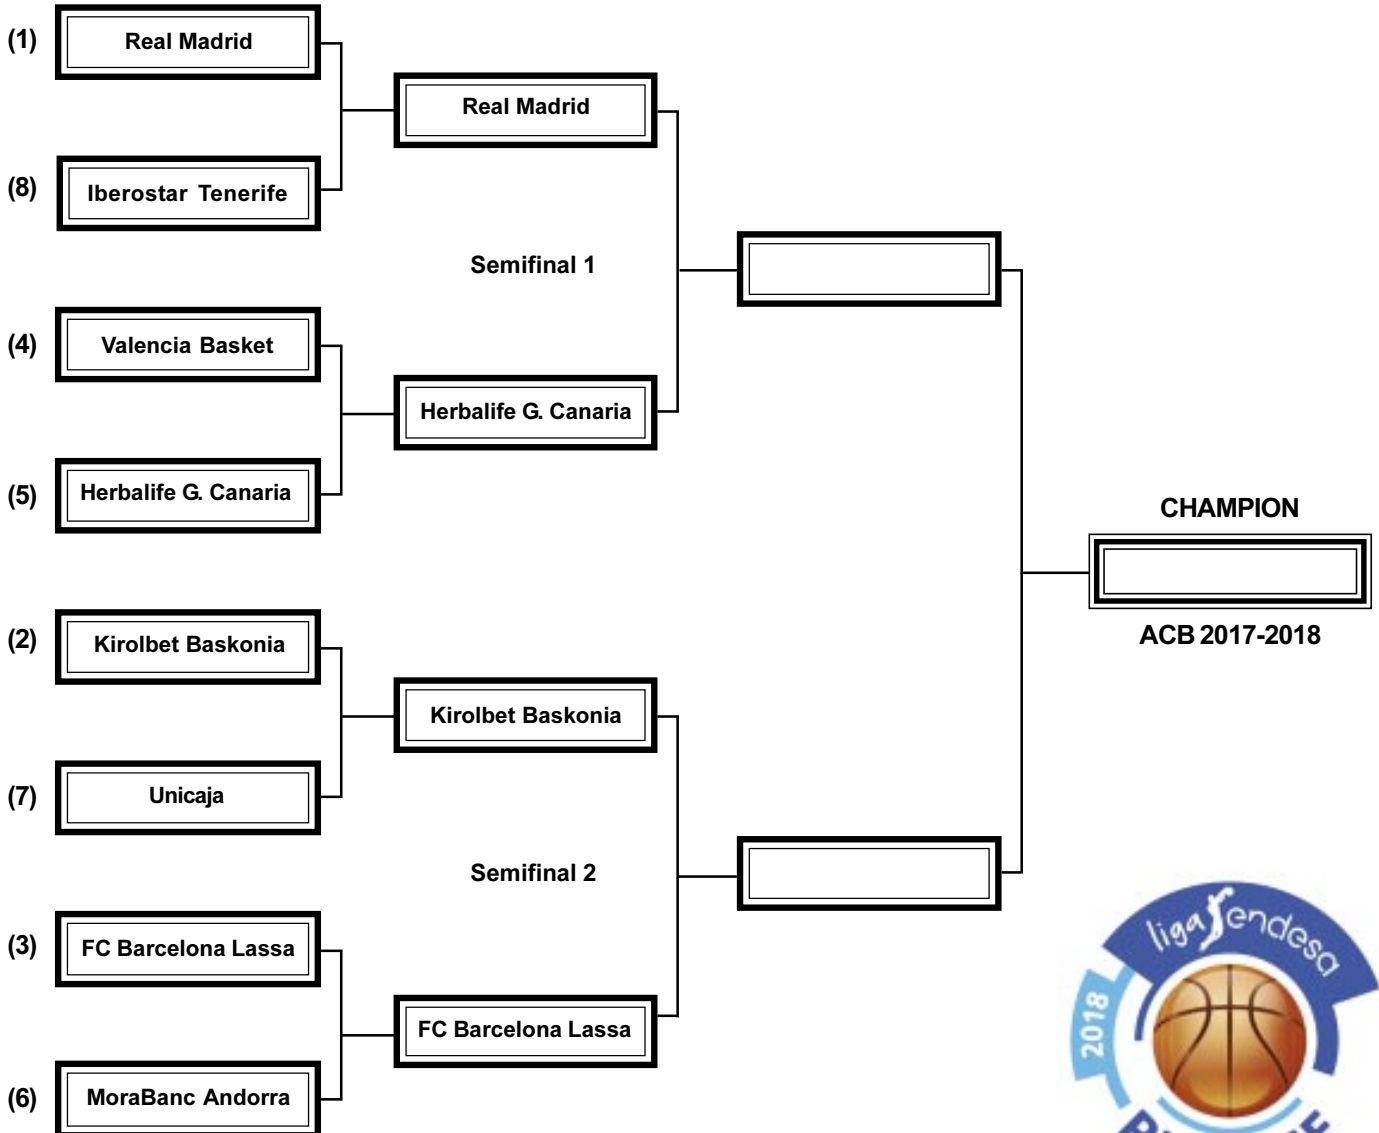 (1)
Real Madrid
Real Madrid
(8)
Iberostar Tenerife
Semifinal 1
(4)
Valencia Basket
Herbalife G. Canaria
(5)
Herbalife G. Canaria
CHAMPION
ACB 2017-2018
(2)
Kirolbet Baskonia
Kirolbet Baskonia
(7)
Unicaja
Semifinal 2
(3)
FC Barcelona Lassa
FC Barcelona Lassa
(6)
MoraBanc Andorra
liga endesa
2018